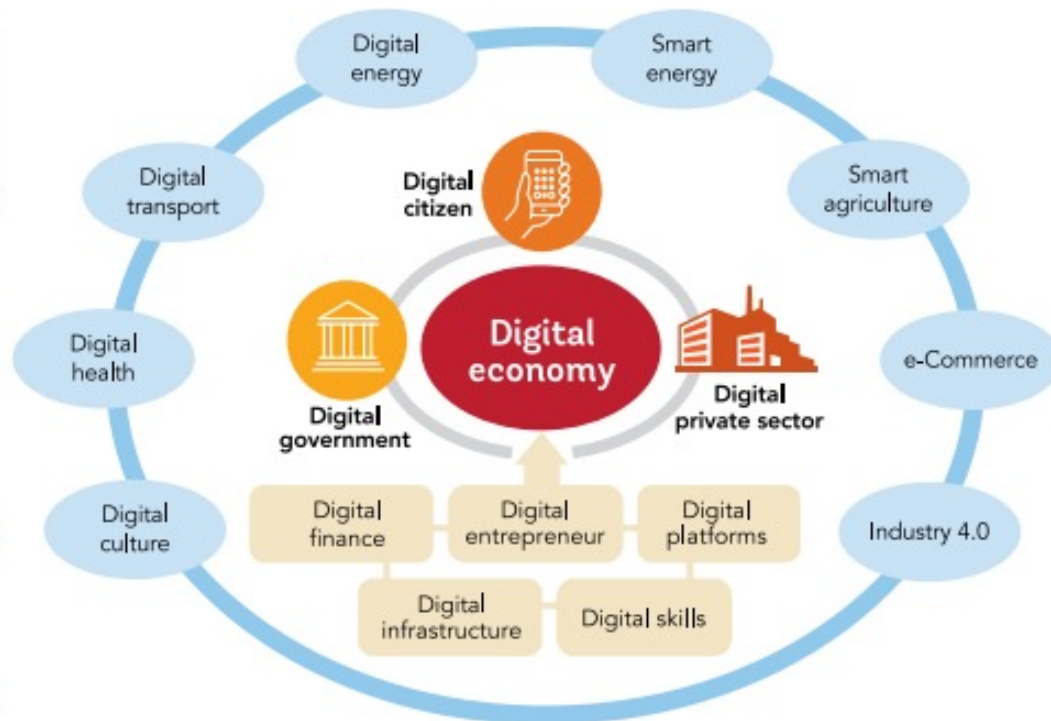 Digital
energy
Smart
energy
Digital
transport
Digital
citizen
Smart
agriculture
Digital
health
Digital
government
Digital
economy
Digital
private sector
e-Commerce
Digital
culture
Digital
finance
Digital
entrepreneur
Digital
platforms
Industry 4.0
Digital
infrastructure
Digital skills